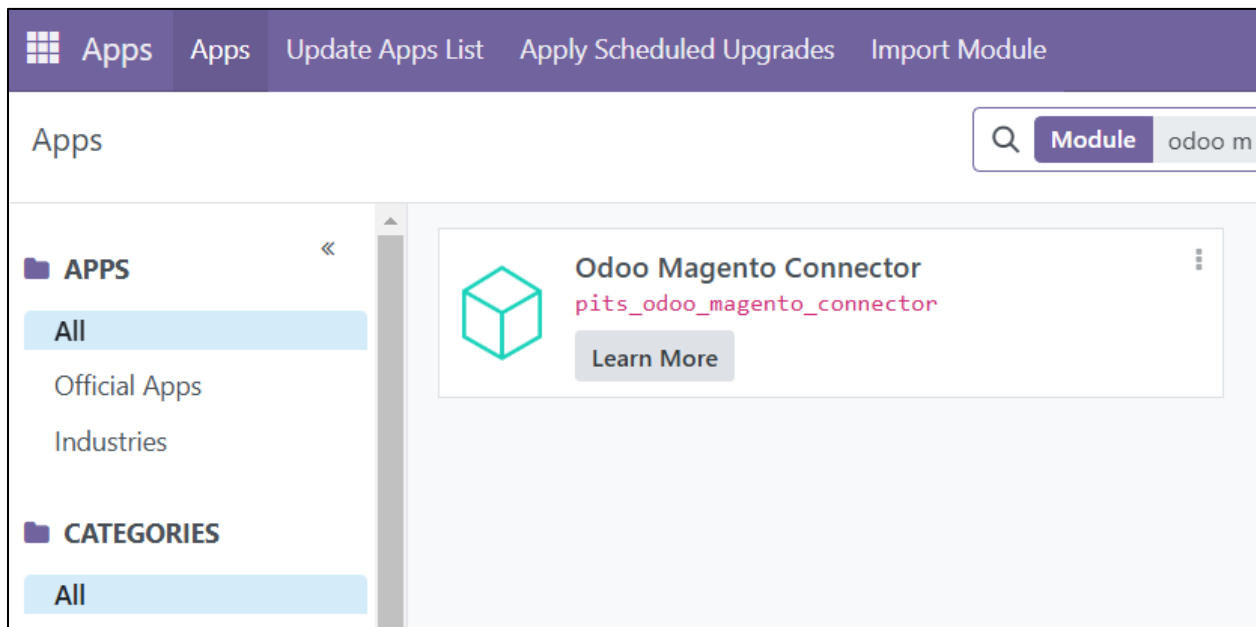 Apps Apps Update Apps List Apply Scheduled Upgrades Import Module
Apps
Module odoo m
«
APPS
All
Official Apps
Industries
CATEGORIES
All
Odoo Magento Connector
pits_odoo_magento_connector
Learn More